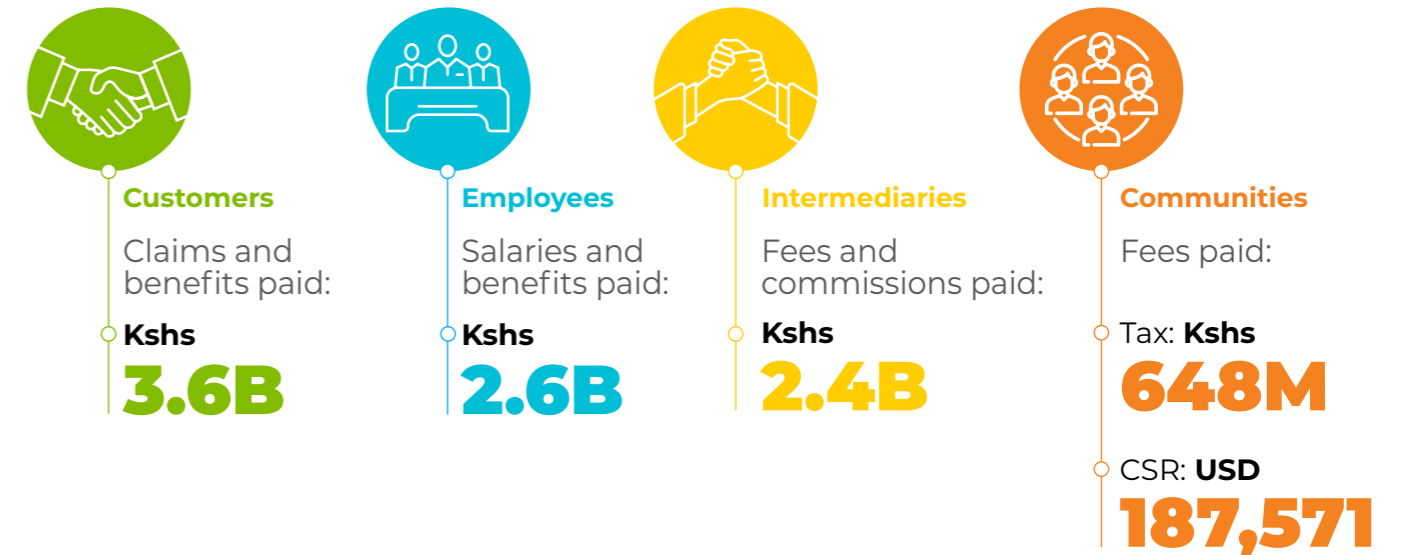 Customers
Claims and
benefits paid:
Kshs
3.6B
Employees
Salaries and
benefits paid:
Kshs
2.6B
Intermediaries
Fees and
commissions paid:
Kshs
2.4B
Communities
Fees paid:
Tax: Kshs
648M
CSR: USD
187,571